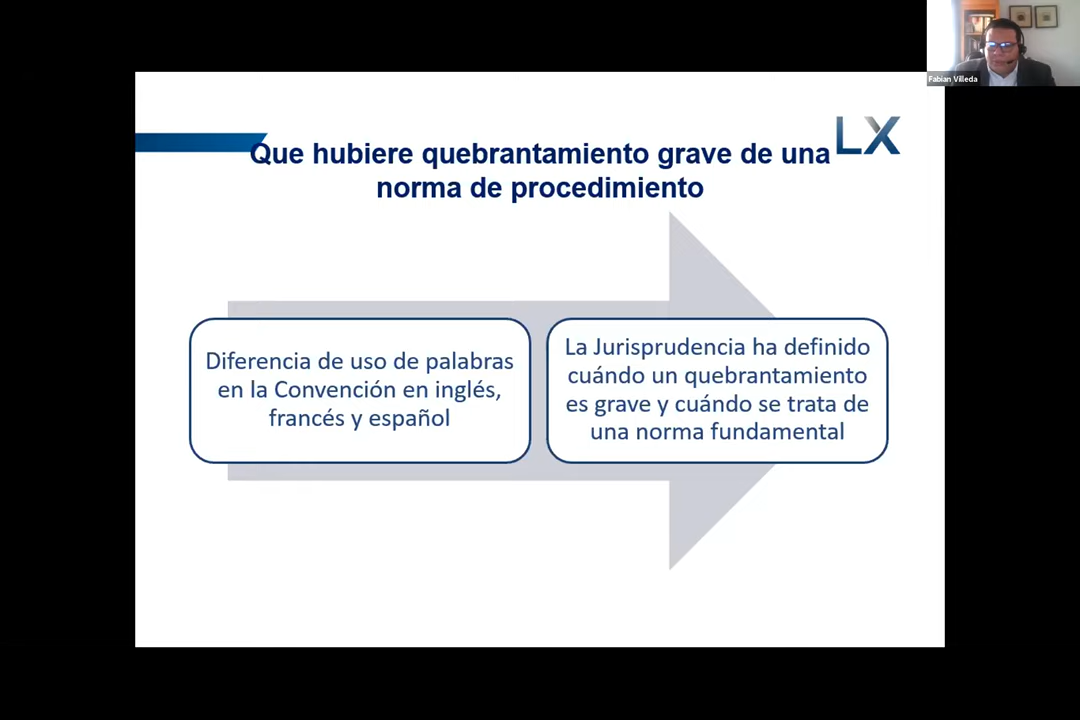 Fabian Villeda
LX
Que hubiere quebrantamiento grave de una
norma de procedimiento
Diferencia de uso de palabras
en la Convención en inglés,
francés y español
La Jurisprudencia ha definido
cuándo un quebrantamiento
es grave y cuándo se trata de
una norma fundamental